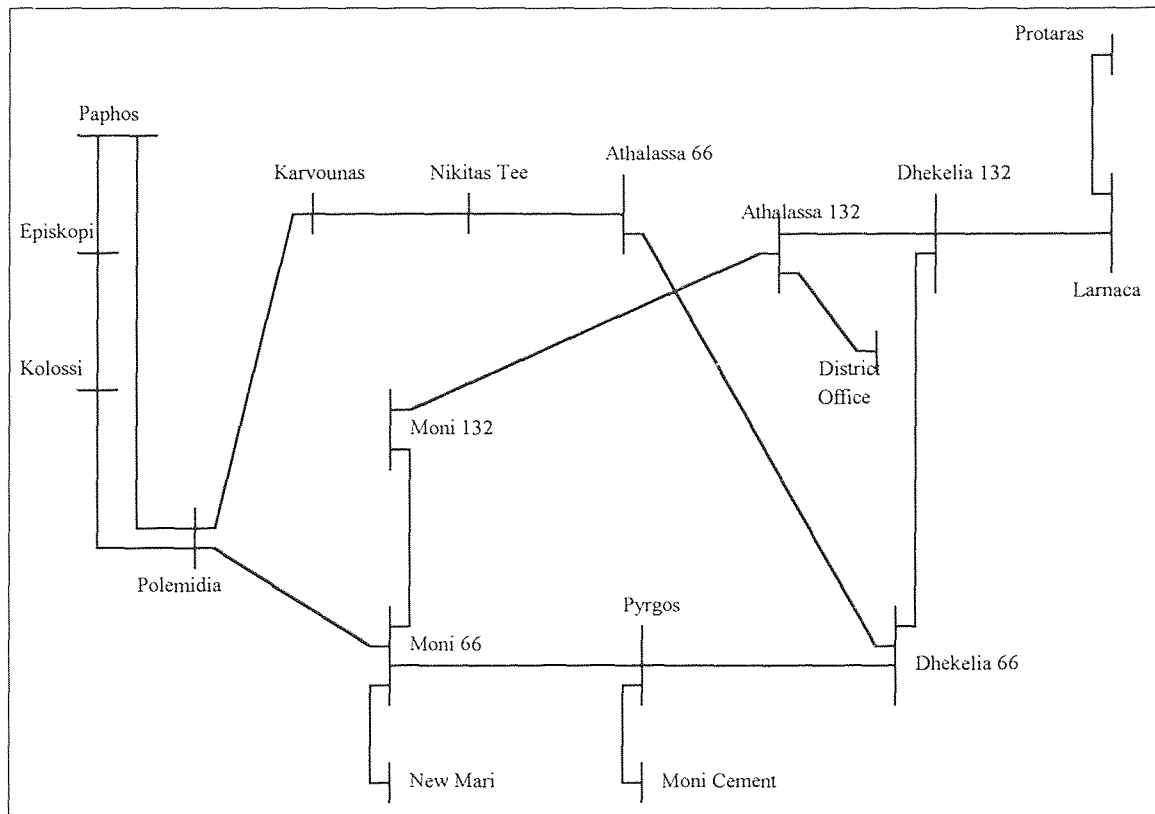 Protaras
Paphos
Athalassa 66
Karvounas
Nikitas Tee
Dhekelia 132
Athalassa 132
Episkopi
Larnaca
Kolossi
District
Office
Moni 132
Polemidia
Pyrgos
Moni 66
Dhekelia 66
New Mari
Moni Cement